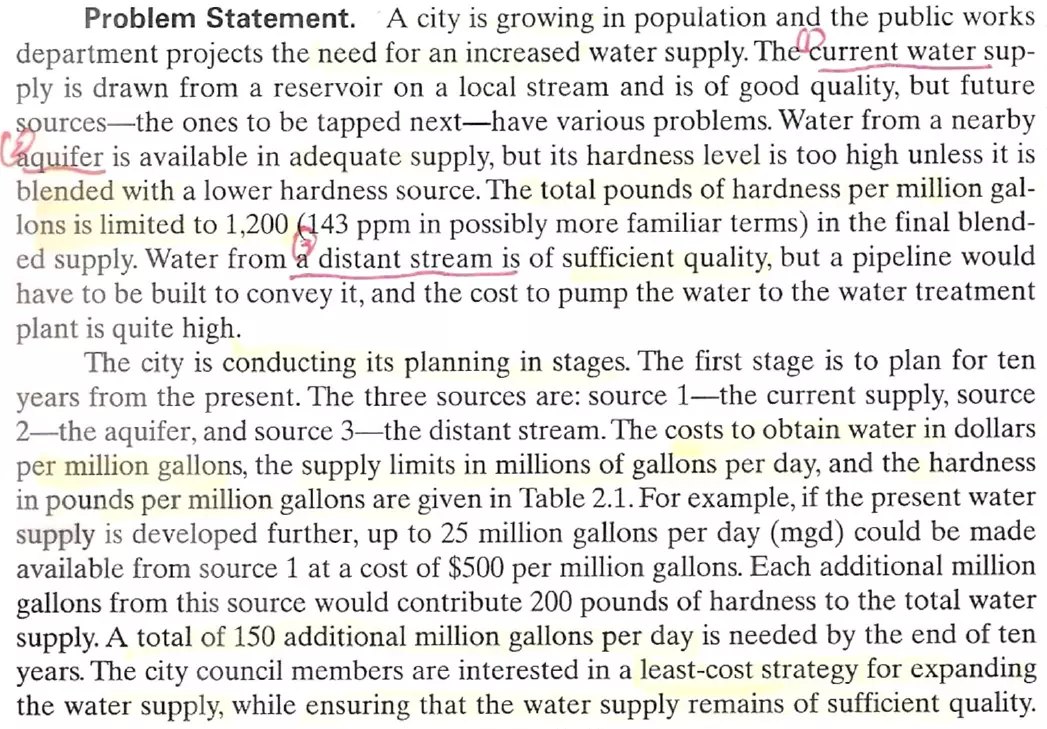 Problem Statement. A city is growing in population and the public works
department projects the need for an increased water supply. The current water sup-
ply is drawn from a reservoir on a local stream and is of good quality, but future
sources—the ones to be tapped next—have various problems. Water from a nearby
aquifer is available in adequate supply, but its hardness level is too high unless it is
blended with a lower hardness source. The total pounds of hardness per million gal-
lons is limited to 1,200 (143 ppm in possibly more familiar terms) in the final blend-
ed supply. Water from a distant stream is of sufficient quality, but a pipeline would
have to be built to convey it, and the cost to pump the water to the water treatment
plant is quite high.
The city is conducting its planning in stages. The first stage is to plan for ten
years from the present. The three sources are: source 1—the current supply, source
2—the aquifer, and source 3—the distant stream. The costs to obtain water in dollars
per million gallons, the supply limits in millions of gallons per day, and the hardness
in pounds per million gallons are given in Table 2.1. For example, if the present water
supply is developed further, up to 25 million gallons per day (mgd) could be made
available from source 1 at a cost of $500 per million gallons. Each additional million
gallons from this source would contribute 200 pounds of hardness to the total water
supply. A total of 150 additional million gallons per day is needed by the end of ten
years. The city council members are interested in a least-cost strategy for expanding
the water supply, while ensuring that the water supply remains of sufficient quality.